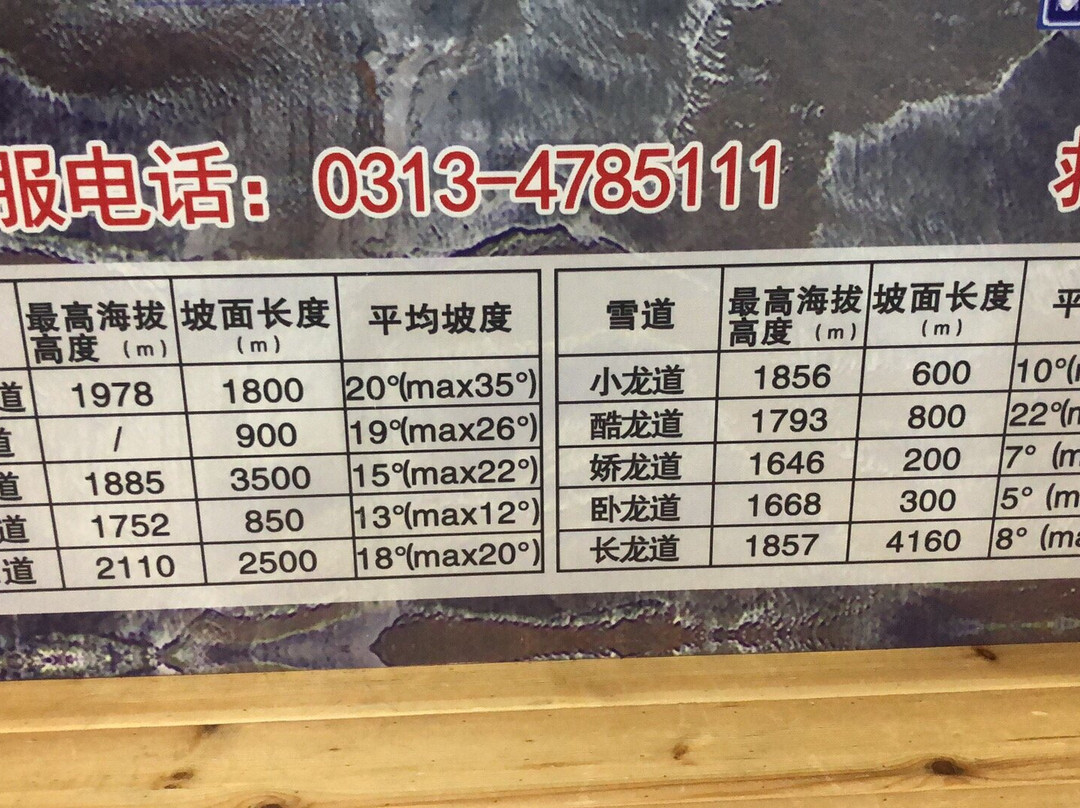 服电话：0313-4785111
最高海拔高度（m） 坡面长度（m） 平均坡度
道 1978 1800 20°(max35°)
道 / 900 19°(max26°)
道 1885 3500 15°(max22°)
道 1752 850 13°(max12°)
道 2110 2500 18°(max20°)
雪道 最高海拔高度（m） 坡面长度（m） 平
小龙道 1856 600 10°(
酷龙道 1793 800 22°(m
娇龙道 1646 200 7° (m
卧龙道 1668 300 5° (m
长龙道 1857 4160 8° (ma